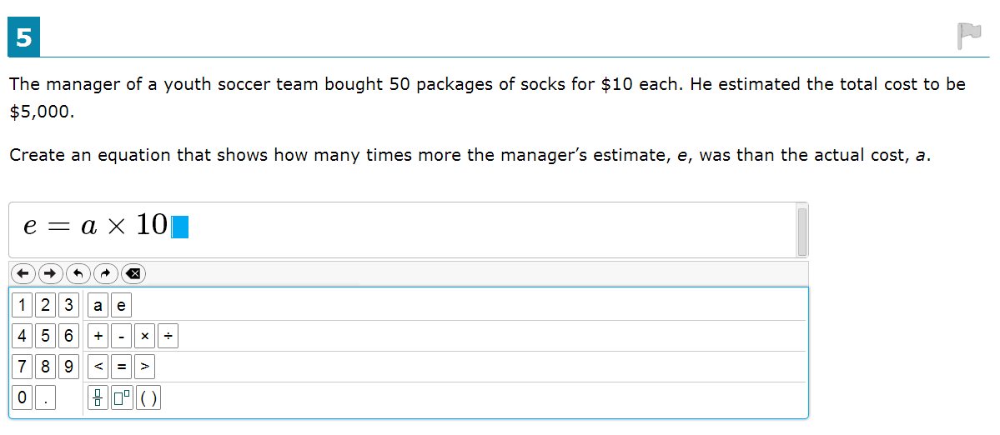 5
The manager of a youth soccer team bought 50 packages of socks for $10 each. He estimated the total cost to be
$5,000.
Create an equation that shows how many times more the manager’s estimate, e, was than the actual cost, a.
e = a × 10
1 2 3 a e
4 5 6 + - × ÷
7 8 9 < = >
0 . ( )